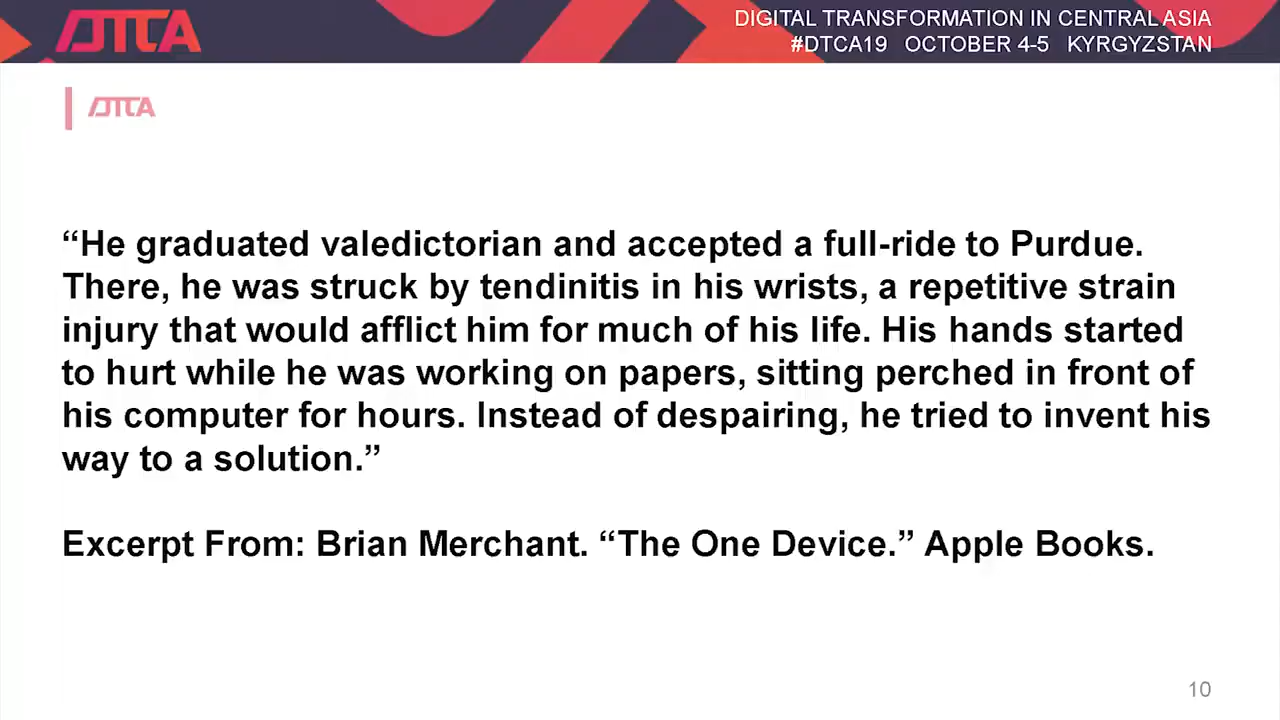 DTCA
DIGITAL TRANSFORMATION IN CENTRAL ASIA
#DTCA19 OCTOBER 4-5 KYRGYZSTAN
DTCA
“He graduated valedictorian and accepted a full-ride to Purdue.
There, he was struck by tendinitis in his wrists, a repetitive strain
injury that would afflict him for much of his life. His hands started
to hurt while he was working on papers, sitting perched in front of
his computer for hours. Instead of despairing, he tried to invent his
way to a solution.”
Excerpt From: Brian Merchant. “The One Device.” Apple Books.
10